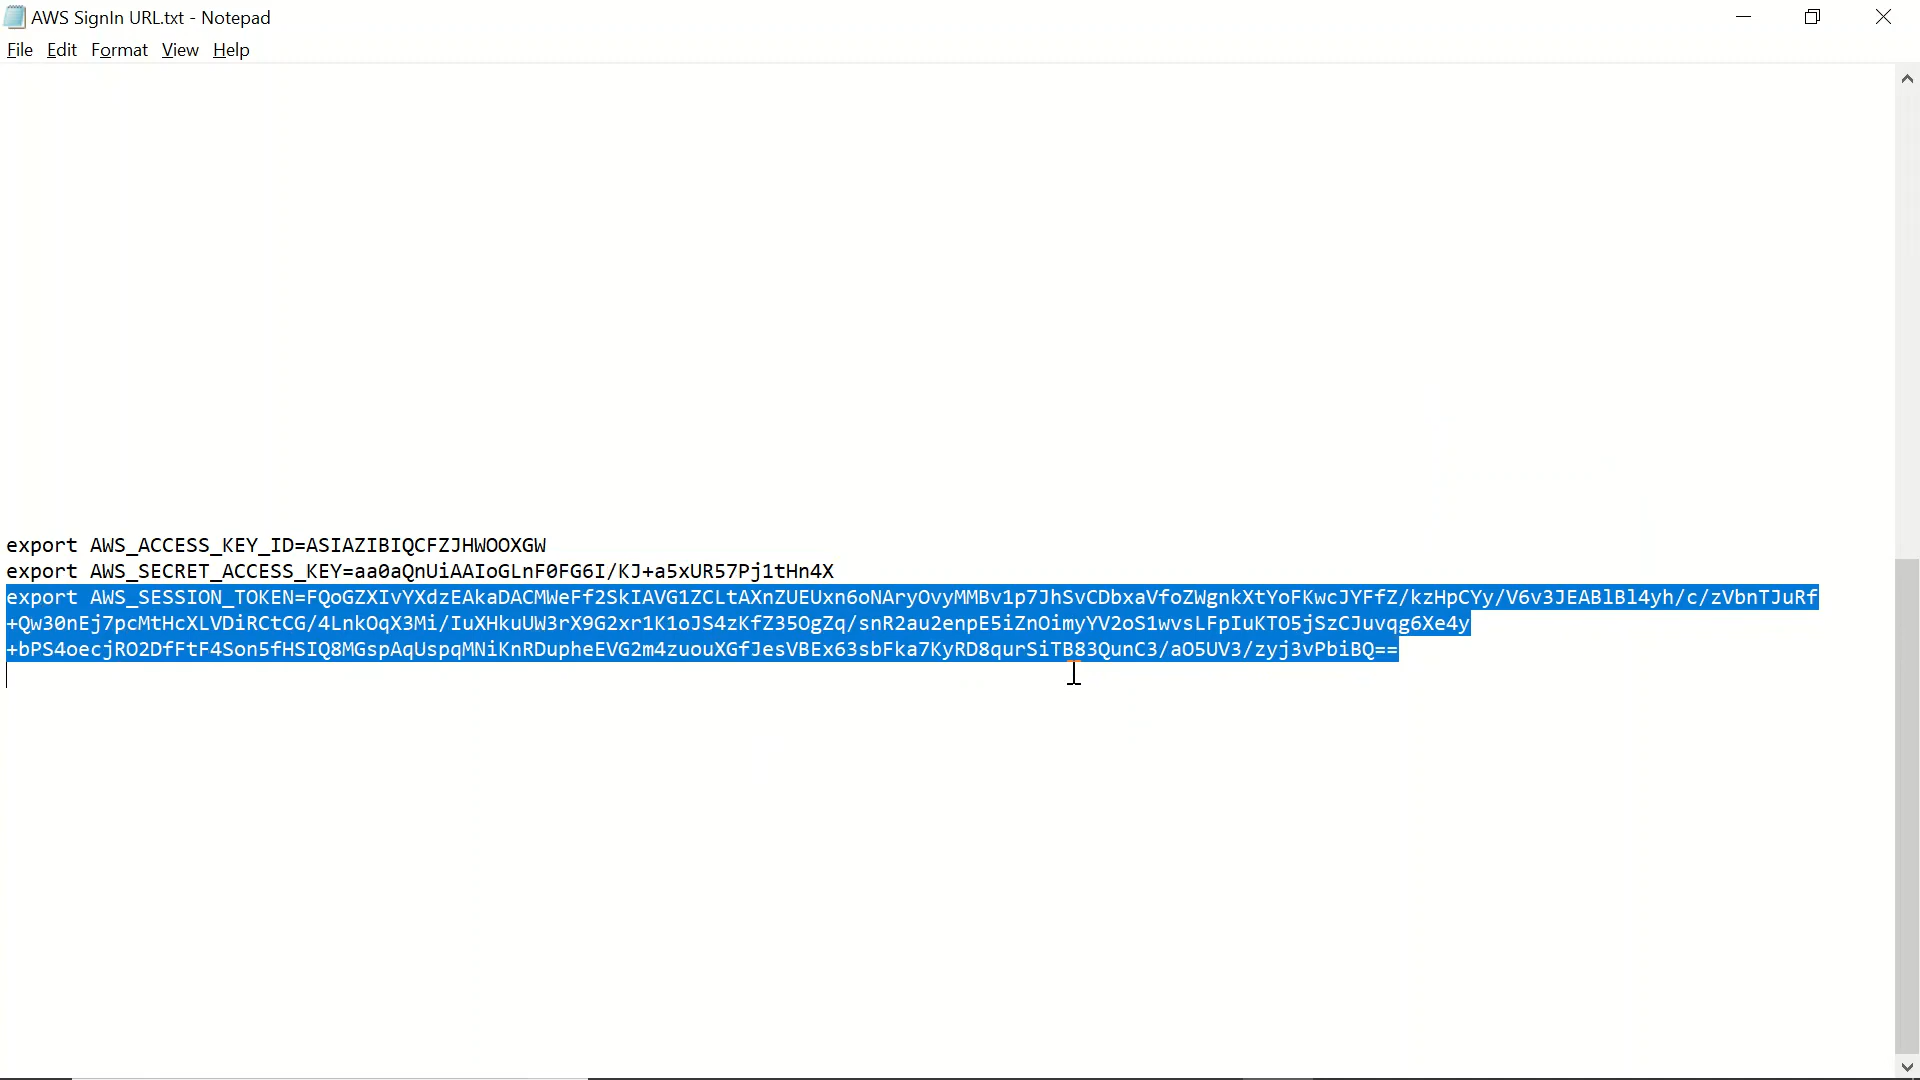 AWS SignIn URL.txt - Notepad
File Edit Format View Help
export AWS_ACCESS_KEY_ID=ASIAZIBIQCFZJHWOOXGW
export AWS_SECRET_ACCESS_KEY=aa0aQnUiAAIoGLnF0FG6I/KJ+a5xUR57Pj1tHn4X
export AWS_SESSION_TOKEN=FQoGZXIvYXdzEAkaDACMWeFf2SkIAVG1ZCLtAXnZUEUxn6oNAryOvyMMBv1p7JhSvCDbxaVfoZWgnkXtYoFKwcJYFfZ/kzHpCYy/V6v3JEABlBl4yh/c/zVbnTJuRf
+Qw30nEj7pcMtHcXLVDiRCtCG/4LnkOqX3Mi/IuXHkuUW3rX9G2xr1K1oJS4zKfZ35OgZq/snR2au2enpE5iZnOimyYV2oS1wvsLFpIuKTO5jSzCJuvqg6Xe4y
+bPS4oecjRO2DfFtF4Son5fHSIQ8MGspAqUspqMNiKnRDupheEVG2m4zuouXGfJesVBEx63sbFka7KyRD8qurSiTB83QunC3/aO5UV3/zyj3vPbiBQ==